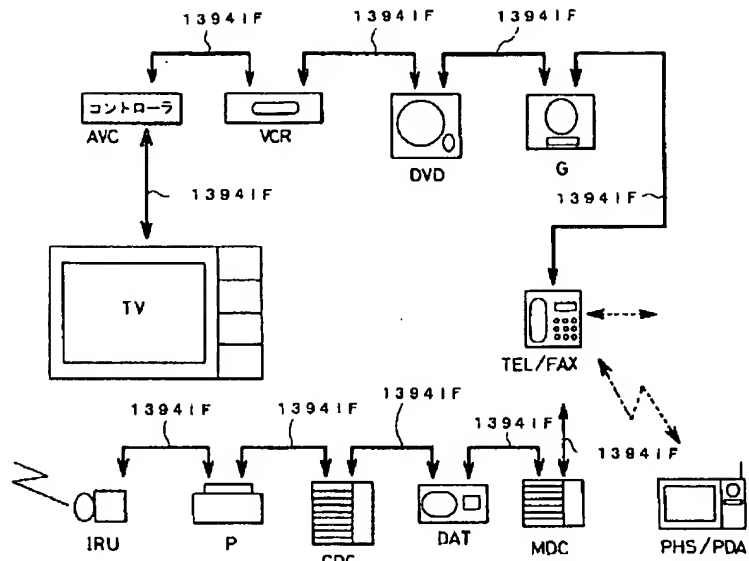 1394IF
1394IF
1394IF
コントローラ
AVC
VCR
DVD
G
1394IF
1394IF
TV
TEL/FAX
1394IF
1394IF
1394IF
1394IF
1394IF
IRU
P
DAT
MDC
PHS/PDA